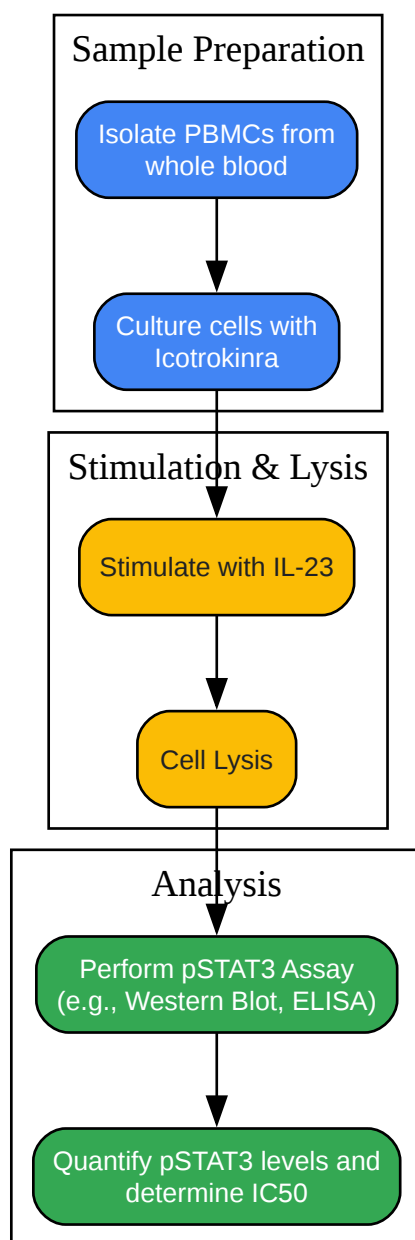 Sample Preparation
Isolate PBMCs from
whole blood
Culture cells with
Icotrokinra
Stimulation & Lysis
Stimulate with IL-23
Cell Lysis
Analysis
Perform pSTAT3 Assay
(e.g., Western Blot, ELISA)
Quantify pSTAT3 levels and
determine IC50